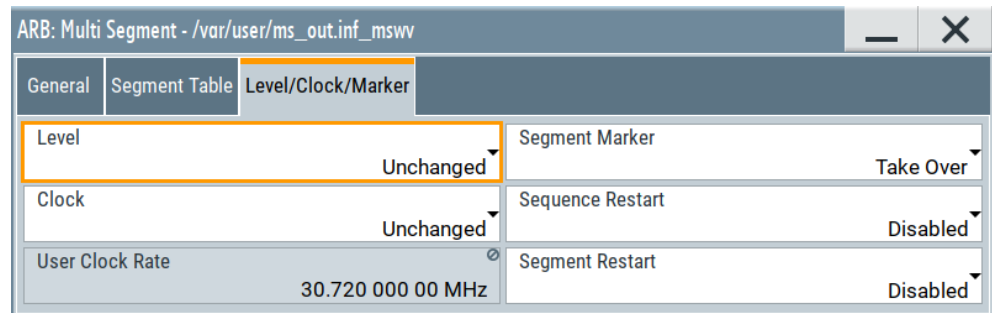 ARB: Multi Segment - /var/user/ms_out.inf_mswv
General Segment Table Level/Clock/Marker
Level
Unchanged
Segment Marker
Take Over
Clock
Unchanged
Sequence Restart
Disabled
User Clock Rate
30.720 000 00 MHz
Segment Restart
Disabled